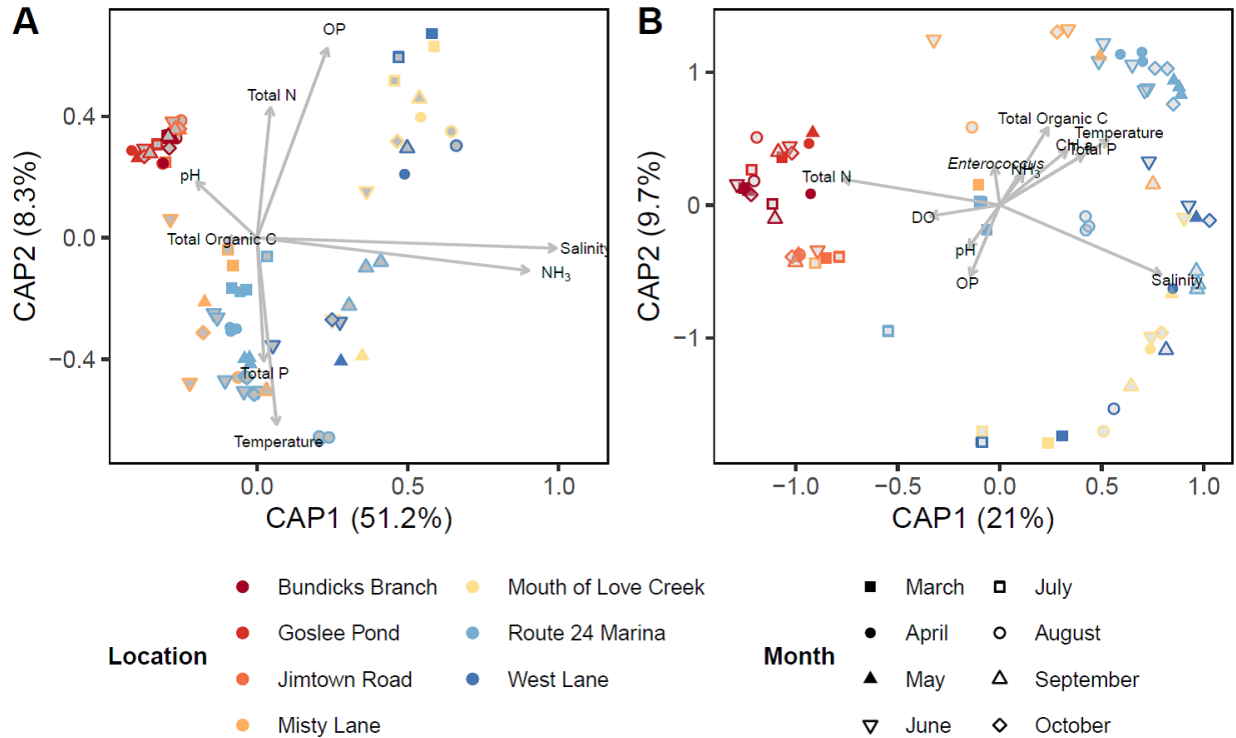 A
B
OP
Total N
pH
Total Organic C
Salinity
NH3
Total P
Temperature
0.4
0.0
−0.4
CAP2 (8.3%)
0.0
0.5
1.0
CAP1 (51.2%)
Total Organic C
Temperature
Chl a
Total P
Enterococcus
NH3
Total N
DO
pH
OP
Salinity
1
0
−1
CAP2 (9.7%)
−1.0
−0.5
0.0
0.5
1.0
CAP1 (21%)
Location
Bundicks Branch
Goslee Pond
Jimtown Road
Misty Lane
Mouth of Love Creek
Route 24 Marina
West Lane
Month
March
April
May
June
July
August
September
October